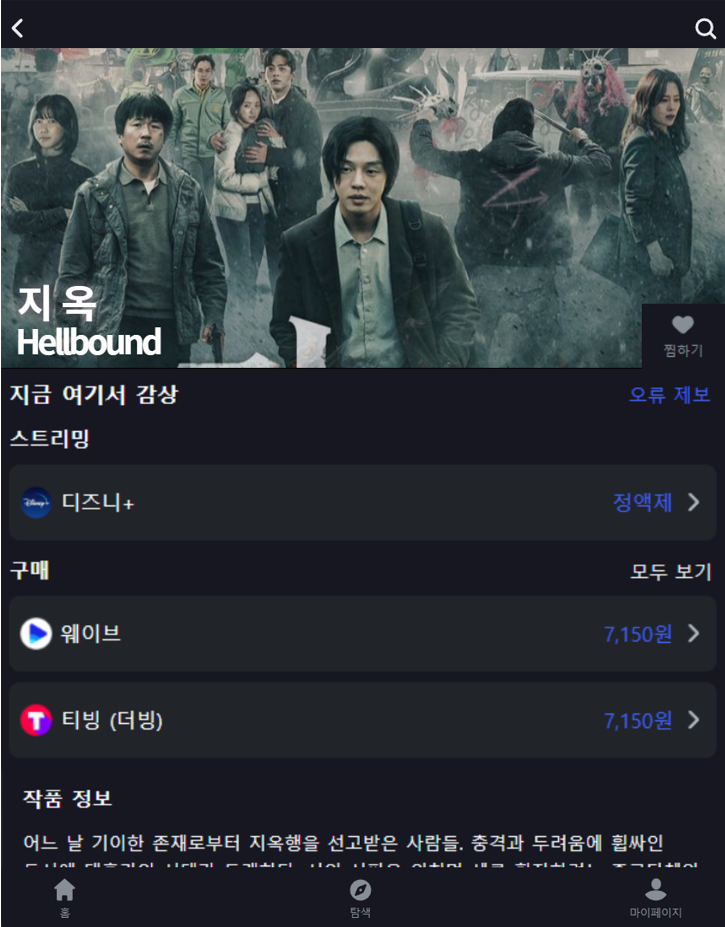 지옥
Hellbound
찜하기
지금 여기서 감상
오류 제보
스트리밍
디즈니+
정액제
구매
모두 보기
웨이브
7,150원
티빙 (더빙)
7,150원
작품 정보
어느 날 기이한 존재로부터 지옥행을 선고받은 사람들. 충격과 두려움에 휩싸인
홈
탐색
마이페이지